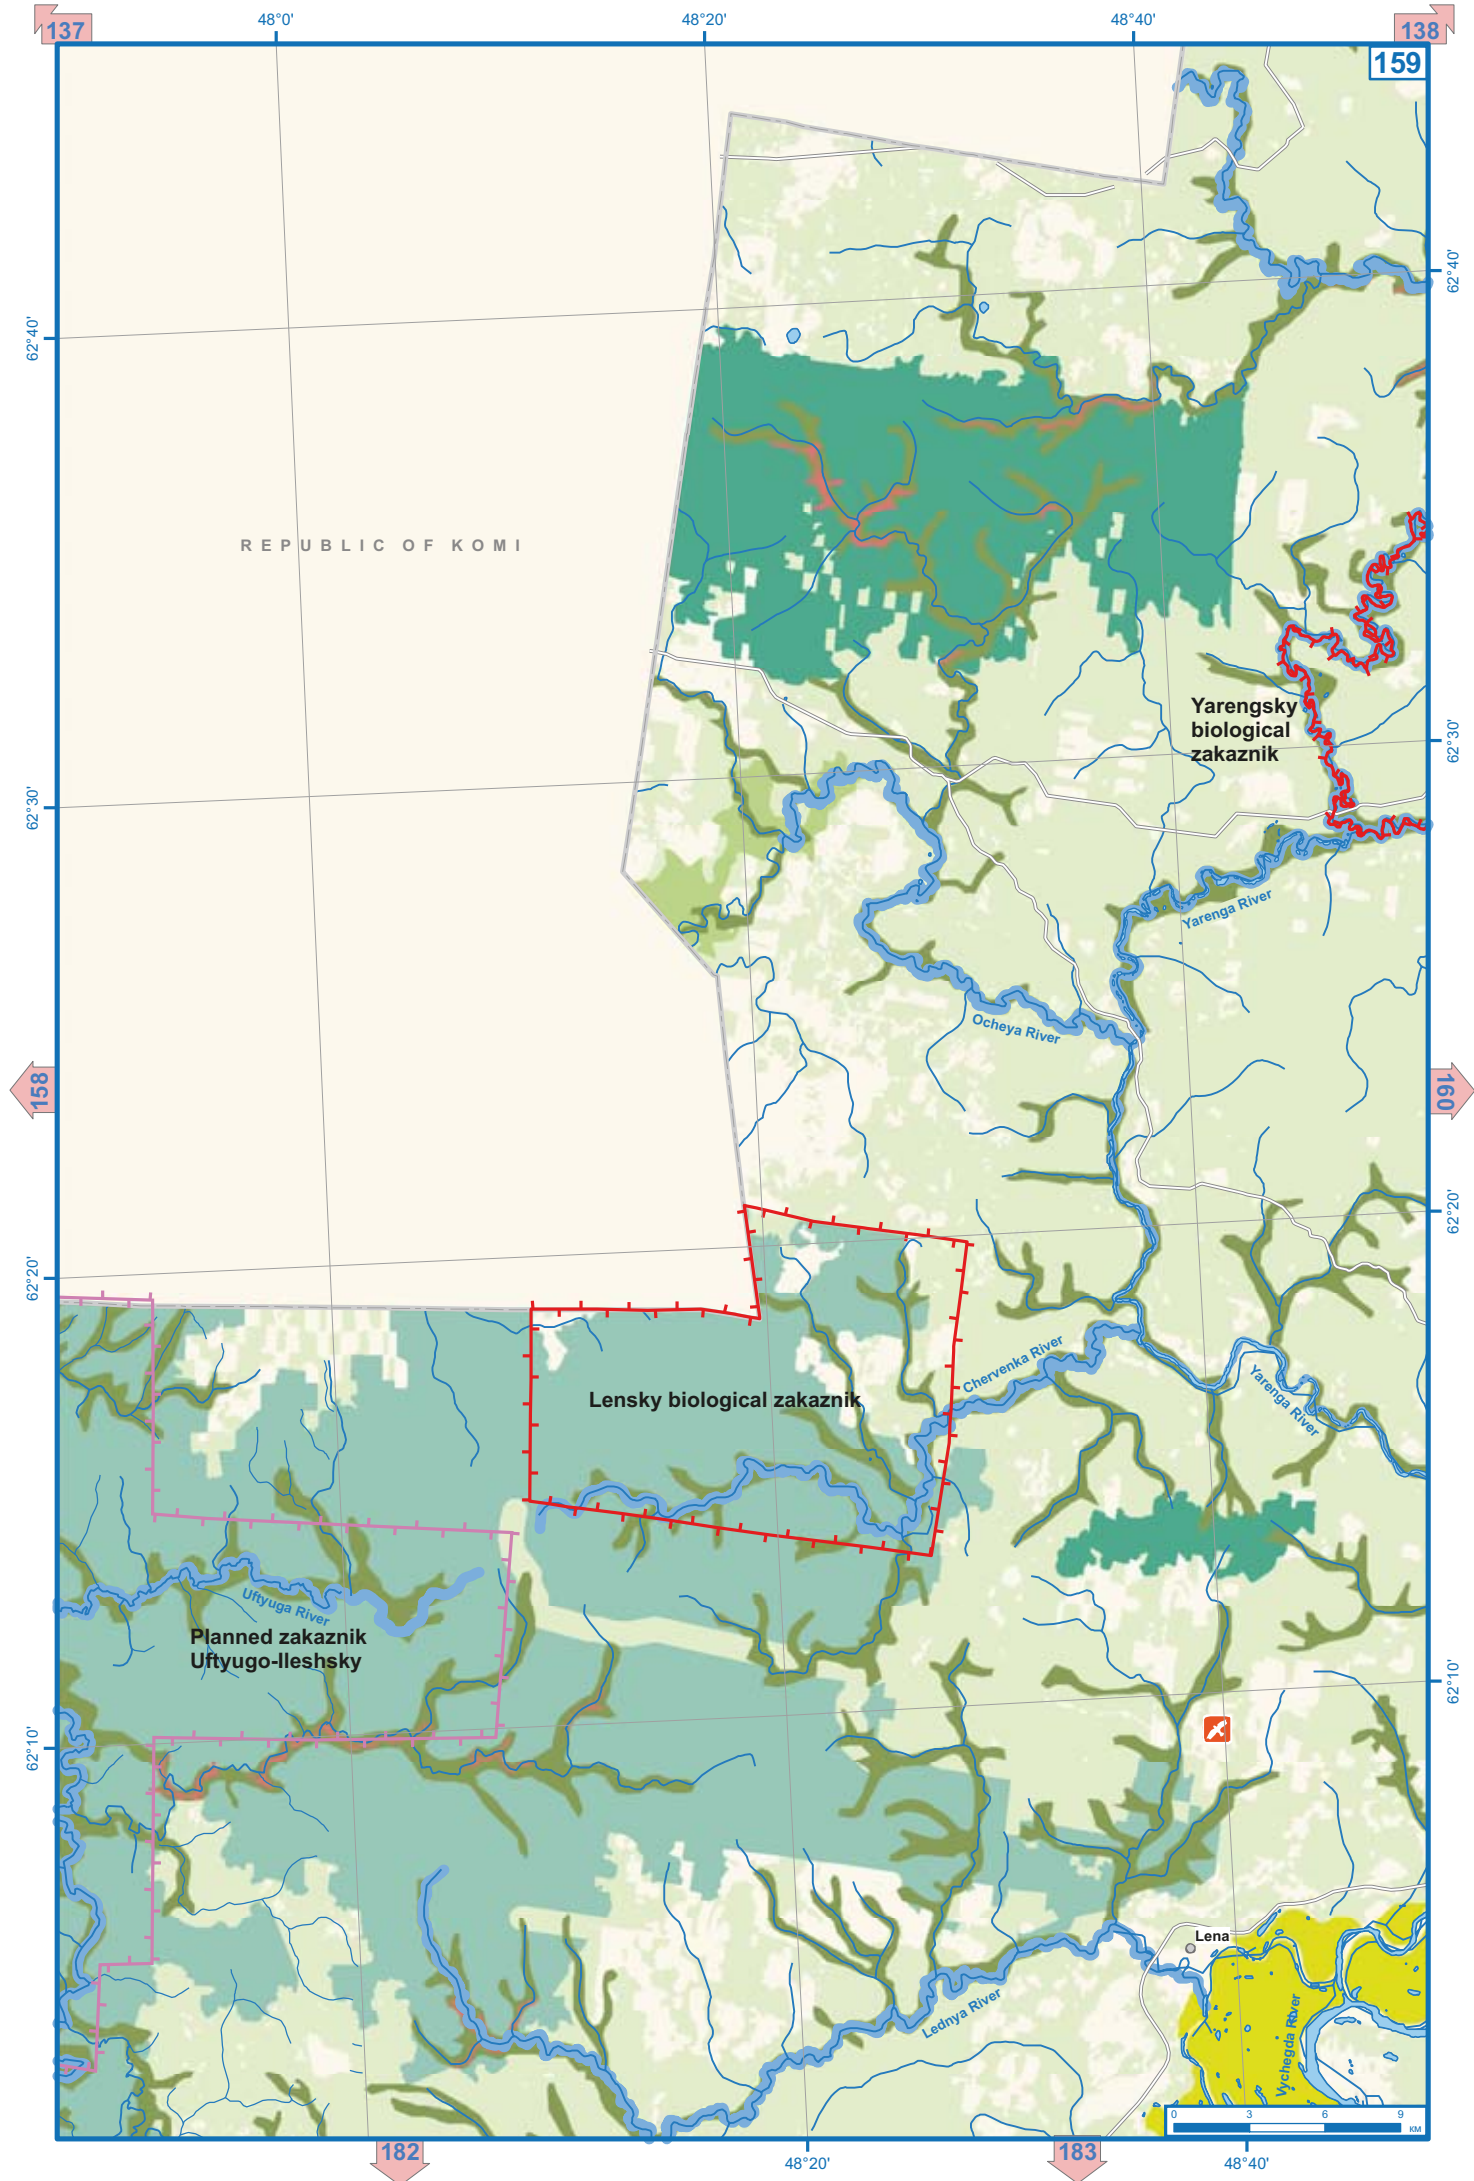 137
48°0'
48°20'
48°40'
138
159
62°40'
62°40'
REPUBLIC OF KOMI
Yarengsky
biological
zakaznik
62°30'
62°30'
Yarenga River
Ocheya River
158
160
62°20'
62°20'
Chervenka River
Lensky biological zakaznik
Yarenga River
Uftyuga River
Planned zakaznik
Uftyugo-Ileshsky
62°10'
62°10'
Lena
Lednya River
Vychegda River
0 3 6 9
КМ
182
48°20'
183
48°40'